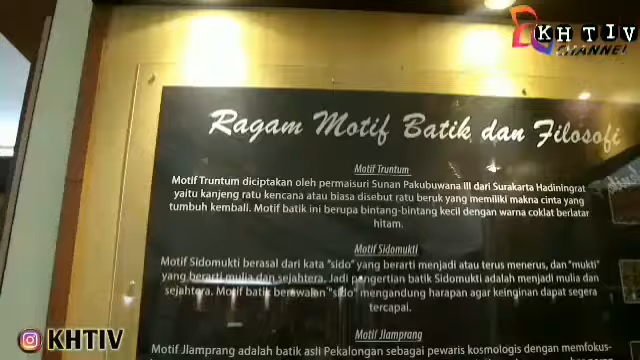 KHTIV
CHANNEL
Ragam Motif Batik dan Filosofi
Motif Truntum
Motif Truntum diciptakan oleh permaisuri Sunan Pakubuwana III dari Surakarta Hadiningrat
yaitu kanjeng ratu kencana atau biasa disebut ratu beruk yang memiliki makna cinta yang
tumbuh kembali. Motif batik ini berupa bintang-bintang kecil dengan warna coklat berlatar
hitam.
Motif Sidomukti
Motif Sidomukti berasal dari kata "sido" yang berarti menjadi atau terus menerus, dan "mukti"
yang berarti mulia dan sejahtera. Jadi pengertian batik Sidomukti adalah menjadi mulia dan
sejahtera. Motif batik berawalan "sido" mengandung harapan agar keinginan dapat segera
tercapai.
Motif Jlamprang
Motif Jlamprang adalah batik asli Pekalongan sebagai pewaris kosmologis dengan memfokus-
KHTIV